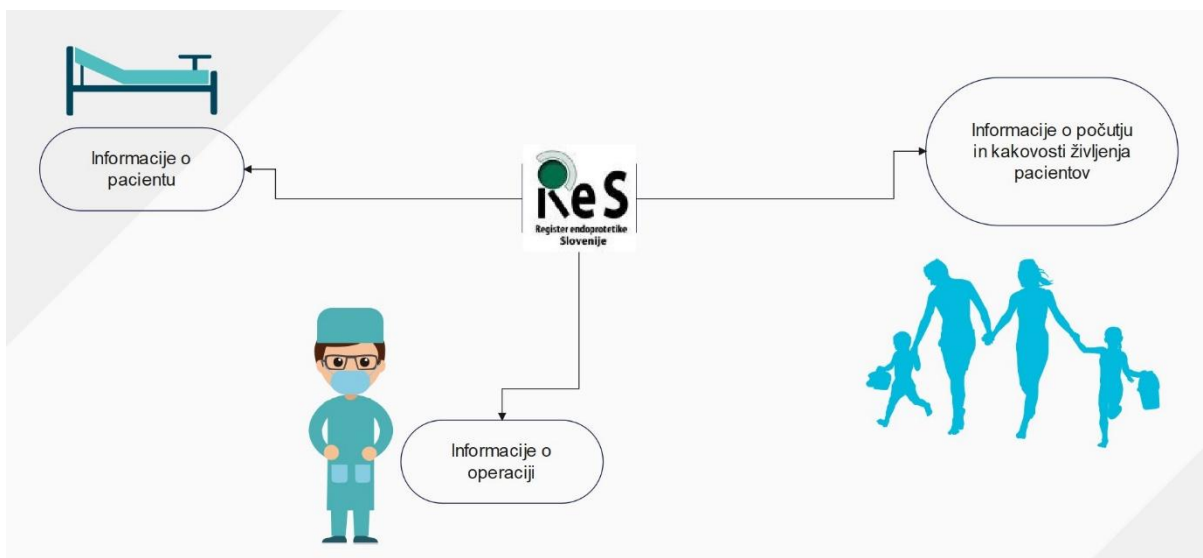 Informacije o
pacientu
ReS
Register endoprotetike
Slovenije
Informacije o počutju
in kakovosti življenja
pacientov
Informacije o
operaciji